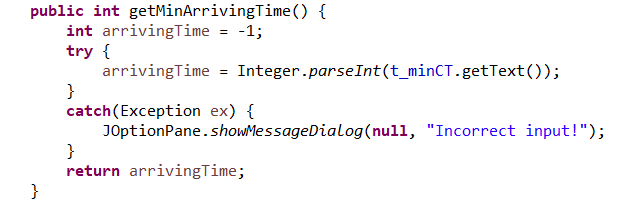 public int getMinArrivingTime() {
int arrivingTime = -1;
try {
arrivingTime = Integer.parseInt(t_minCT.getText());
}
catch(Exception ex) {
JOptionPane.showMessageDialog(null, "Incorrect input!");
}
return arrivingTime;
}